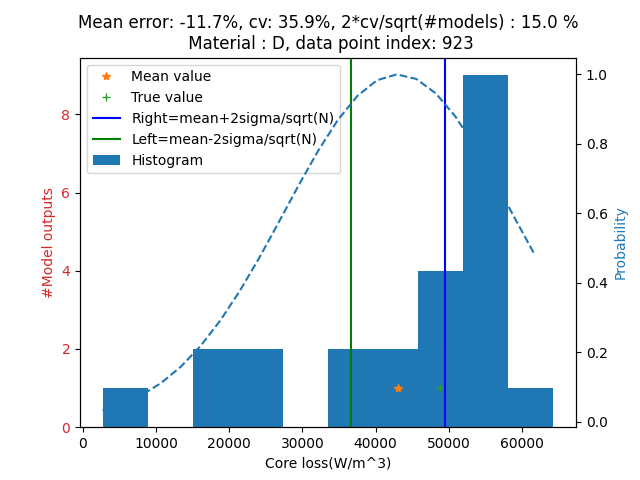 Mean error: -11.7%, cv: 35.9%, 2*cv/sqrt(#models) : 15.0 %
Material : D, data point index: 923
Mean value
True value
Right=mean+2sigma/sqrt(N)
Left=mean-2sigma/sqrt(N)
Histogram
#Model outputs
8
6
4
2
0
Probability
1.0
0.8
0.6
0.4
0.2
0.0
0 10000 20000 30000 40000 50000 60000
Core loss(W/m^3)